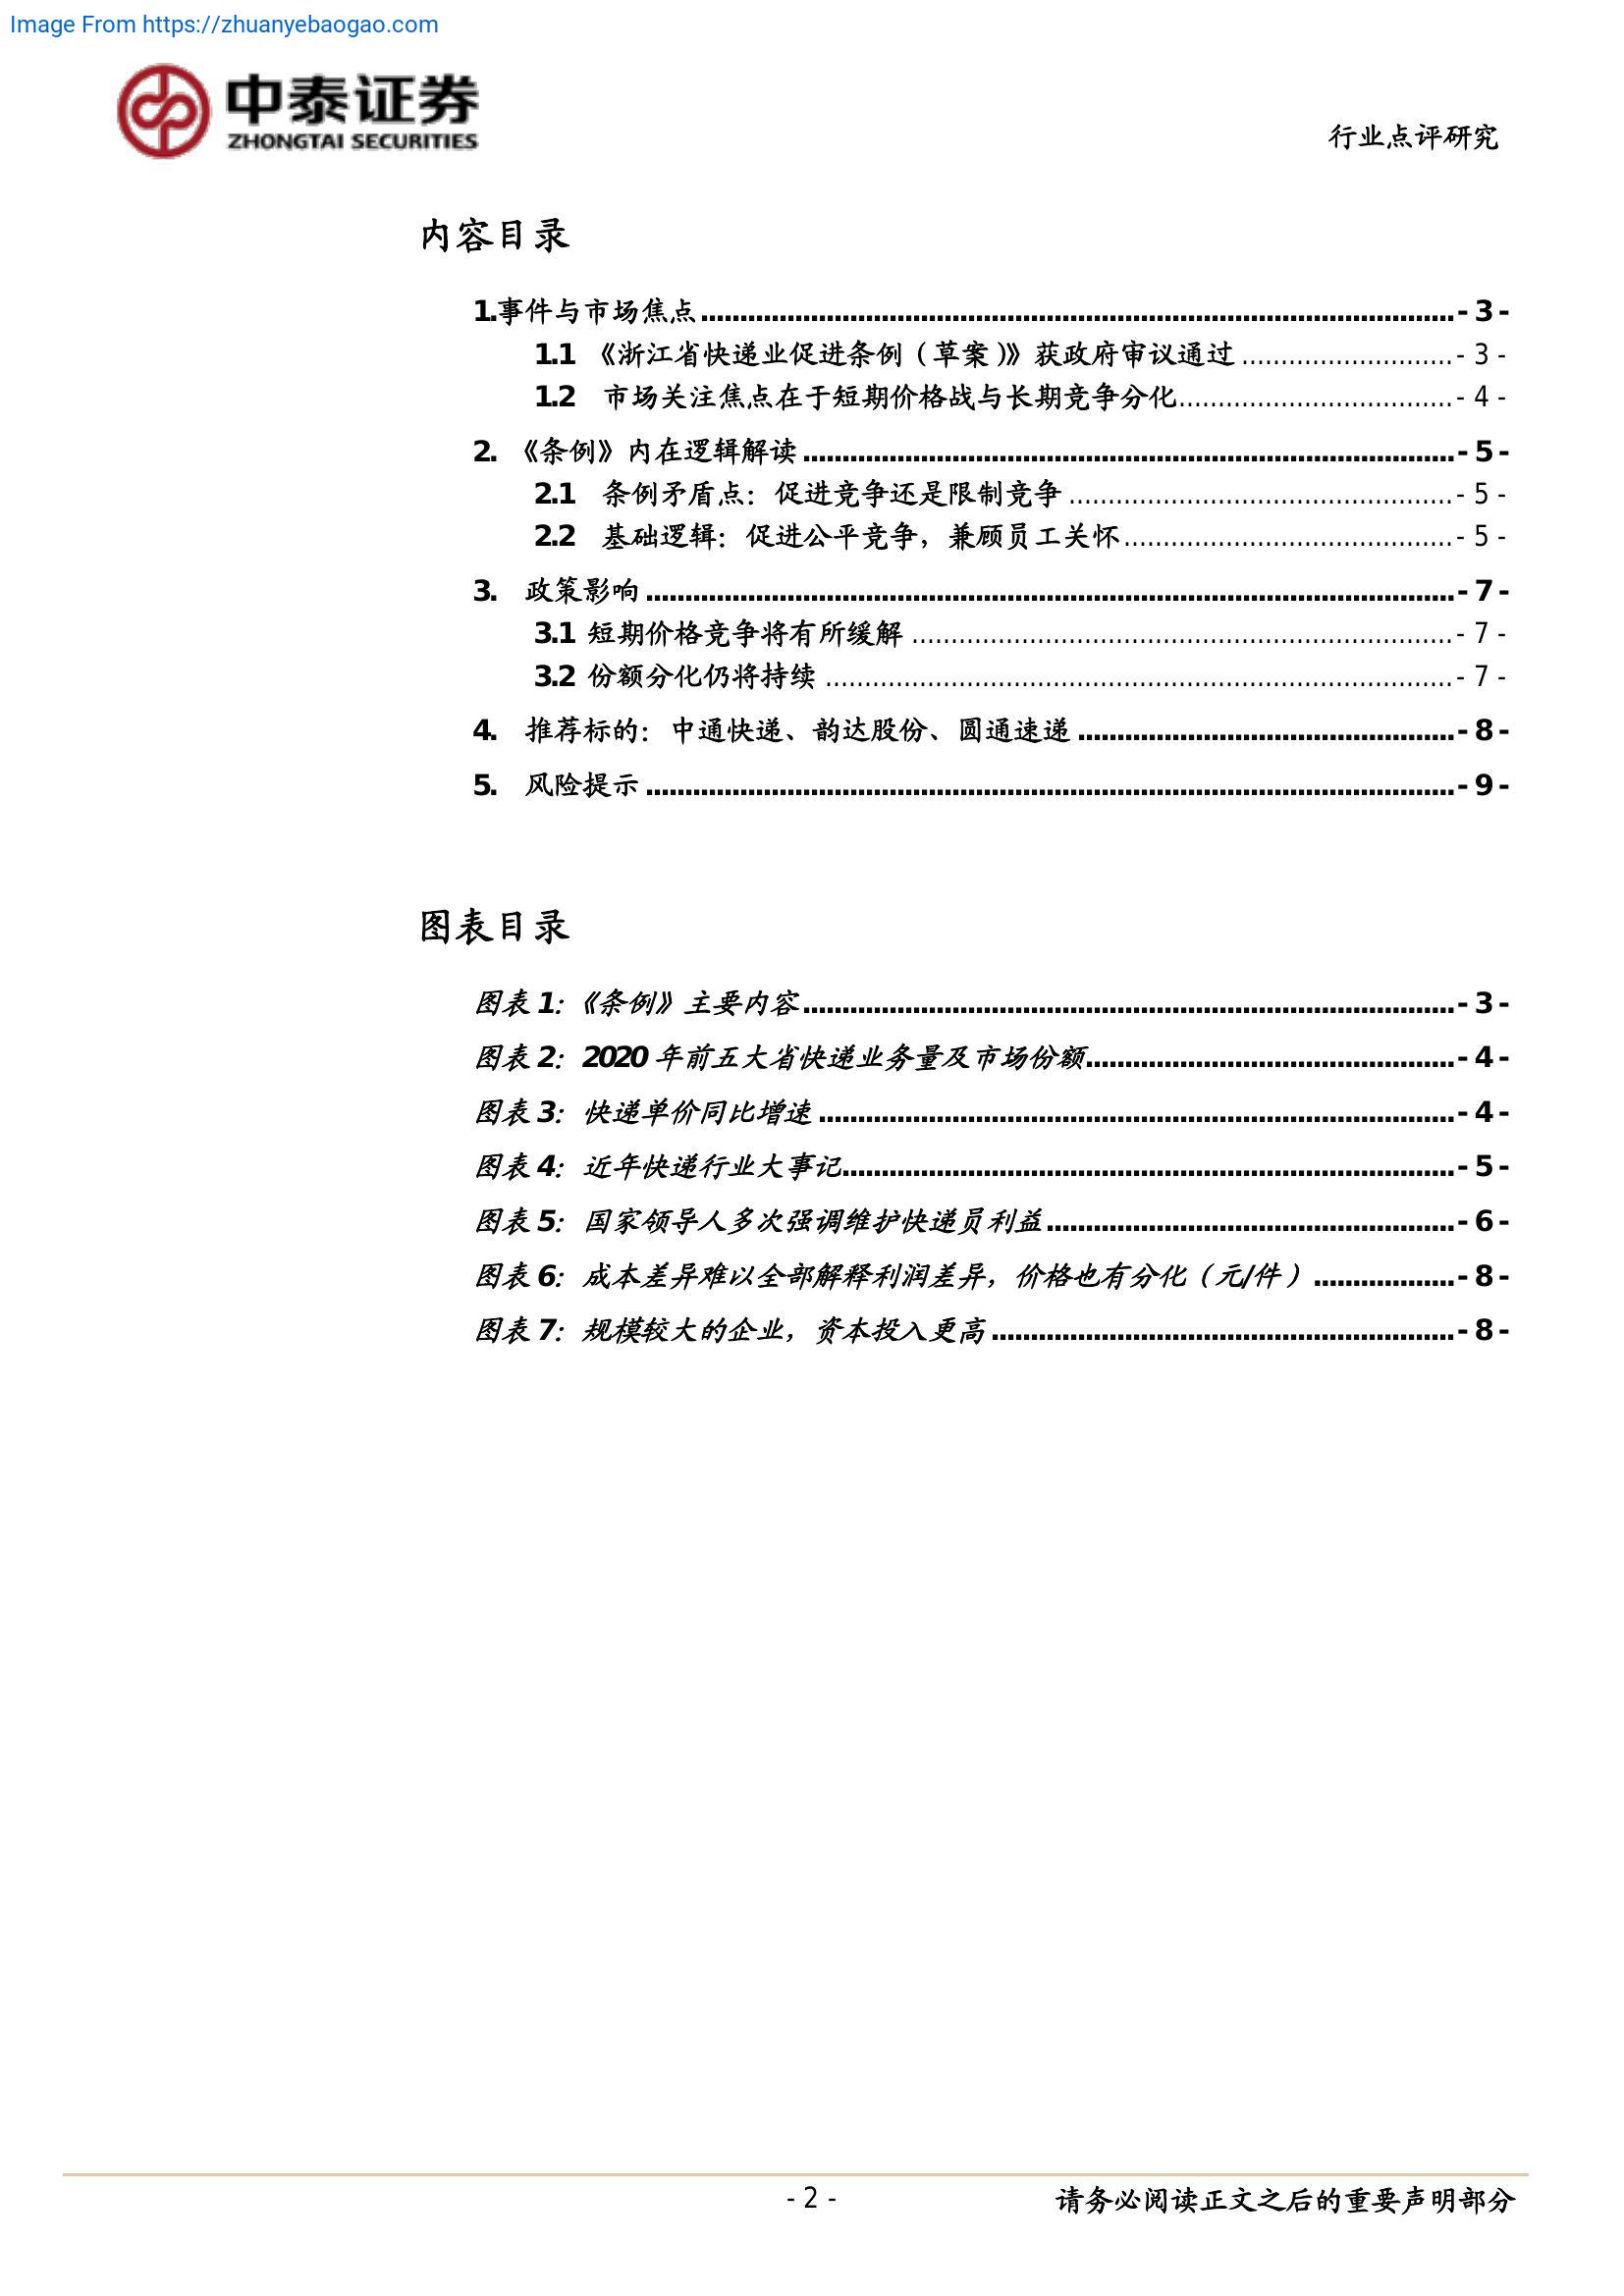 Image From https://zhuanyebaogao.com
中泰证券
ZHONGTAI SECURITIES
行业点评研究
内容目录
1.事件与市场焦点 ........................................ - 3 -
1.1 《浙江省快递业促进条例（草案）》获政府审议通过 ........................................ - 3 -
1.2 市场关注焦点在于短期价格战与长期竞争分化 ........................................ - 4 -
2. 《条例》内在逻辑解读 ........................................ - 5 -
2.1 条例矛盾点：促进竞争还是限制竞争 ........................................ - 5 -
2.2 基础逻辑：促进公平竞争，兼顾员工关怀 ........................................ - 5 -
3. 政策影响 ........................................ - 7 -
3.1 短期价格竞争将有所缓解 ........................................ - 7 -
3.2 份额分化仍将持续 ........................................ - 7 -
4. 推荐标的：中通快递、韵达股份、圆通速递 ........................................ - 8 -
5. 风险提示 ........................................ - 9 -
图表目录
图表 1：《条例》主要内容 ........................................ - 3 -
图表 2：2020 年前五大省快递业务量及市场份额 ........................................ - 4 -
图表 3：快递单价同比增速 ........................................ - 4 -
图表 4：近年快递行业大事记 ........................................ - 5 -
图表 5：国家领导人多次强调维护快递员利益 ........................................ - 6 -
图表 6：成本差异难以全部解释利润差异，价格也有分化（元/件） ........................................ - 8 -
图表 7：规模较大的企业，资本投入更高 ........................................ - 8 -
- 2 -
请务必阅读正文之后的重要声明部分